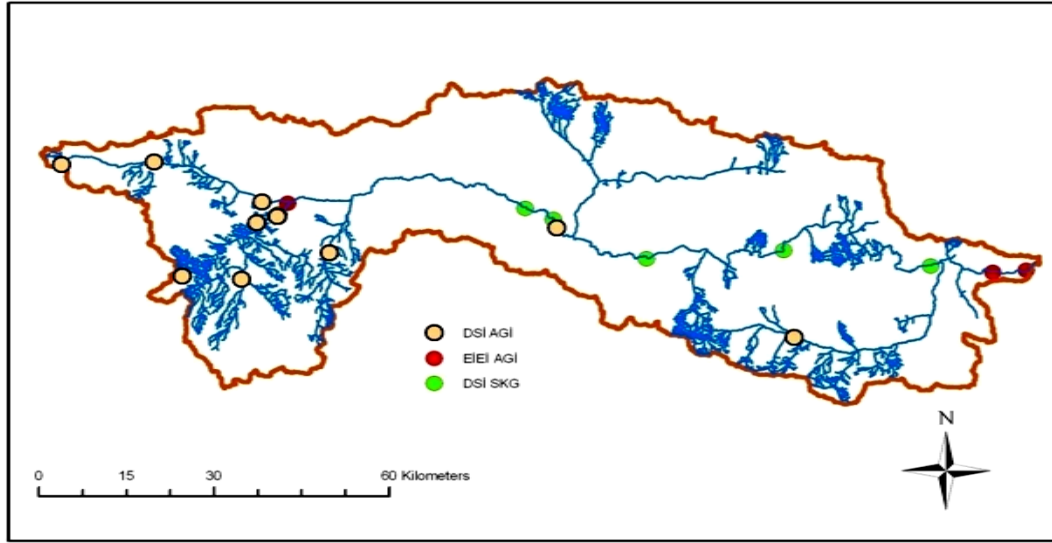 DSİ AGİ
EİEİ AGİ
DSİ SKG
N
0 15 30 60 Kilometers